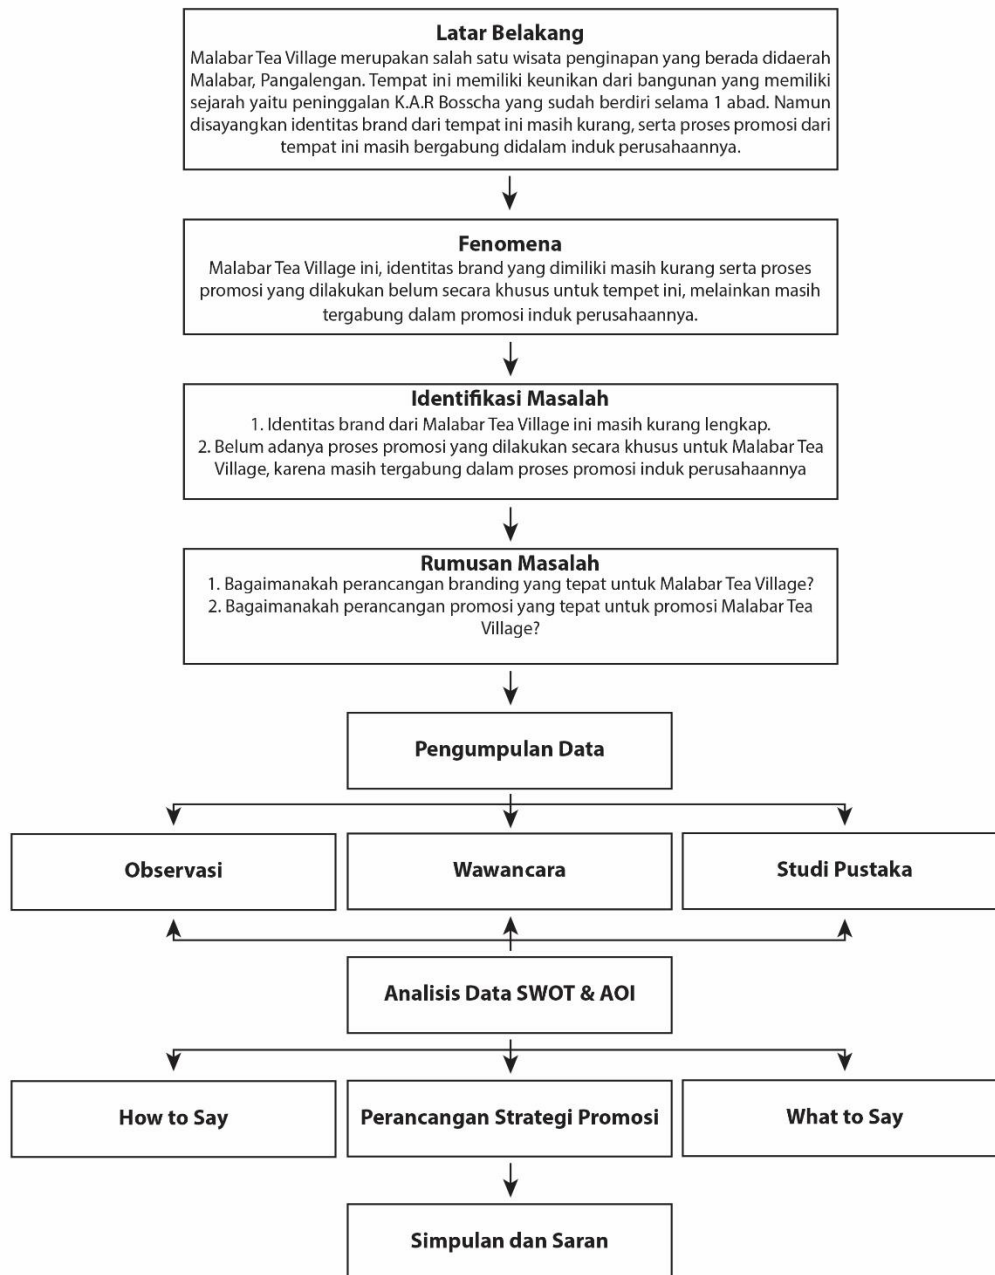 Latar Belakang
Malabar Tea Village merupakan salah satu wisata penginapan yang berada didaerah
Malabar, Pangalengan. Tempat ini memiliki keunikan dari bangunan yang memiliki
sejarah yaitu peninggalan K.A.R Bosscha yang sudah berdiri selama 1 abad. Namun
disayangkan identitas brand dari tempat ini masih kurang, serta proses promosi dari
tempat ini masih bergabung didalam induk perusahaannya.
Fenomena
Malabar Tea Village ini, identitas brand yang dimiliki masih kurang serta proses
promosi yang dilakukan belum secara khusus untuk tempet ini, melainkan masih
tergabung dalam promosi induk perusahaannya.
Identifikasi Masalah
1. Identitas brand dari Malabar Tea Village ini masih kurang lengkap.
2. Belum adanya proses promosi yang dilakukan secara khusus untuk Malabar Tea
Village, karena masih tergabung dalam proses promosi induk perusahaannya
Rumusan Masalah
1. Bagaimanakah perancangan branding yang tepat untuk Malabar Tea Village?
2. Bagaimanakah perancangan promosi yang tepat untuk promosi Malabar Tea
Village?
Pengumpulan Data
Observasi
Wawancara
Studi Pustaka
Analisis Data SWOT & AOI
How to Say
Perancangan Strategi Promosi
What to Say
Simpulan dan Saran